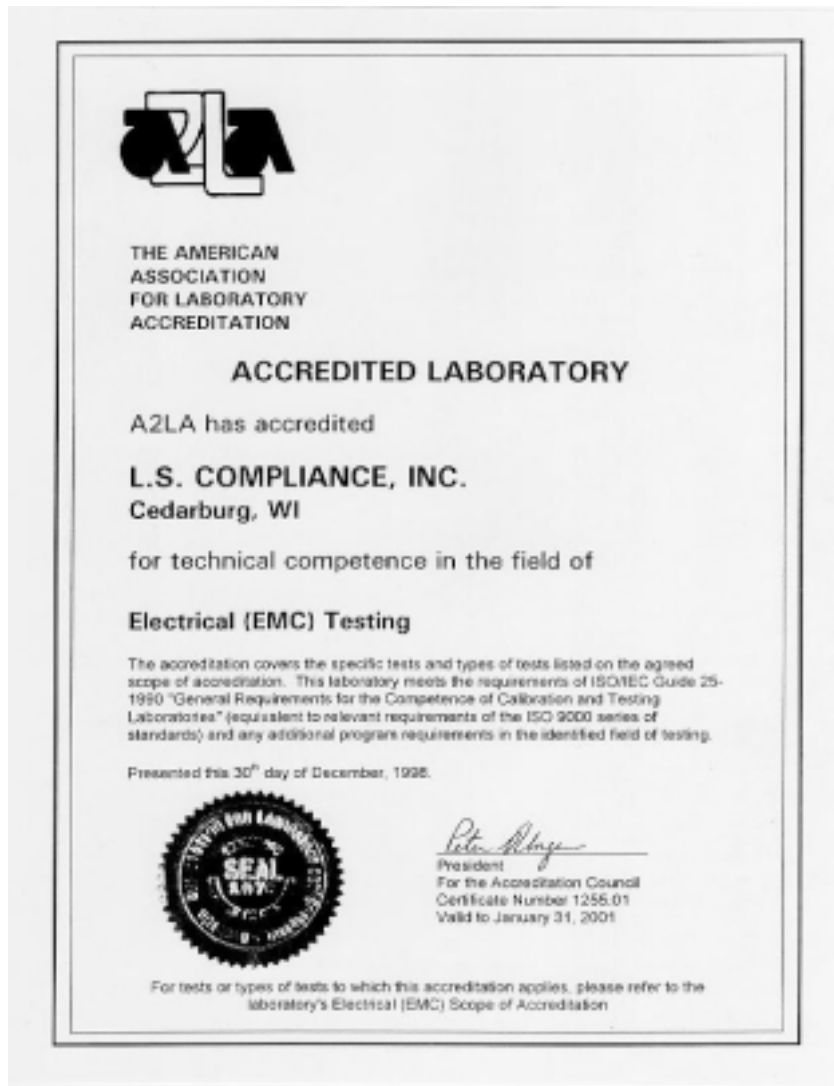 A2LA
THE AMERICAN
ASSOCIATION
FOR LABORATORY
ACCREDITATION
ACCREDITED LABORATORY
A2LA has accredited
L.S. COMPLIANCE, INC.
Cedarburg, WI
for technical competence in the field of
Electrical (EMC) Testing
The accreditation covers the specific tests and types of tests listed on the agreed
scope of accreditation. This laboratory meets the requirements of ISO/IEC Guide 25-
1990 "General Requirements for the Competence of Calibration and Testing
Laboratories" (equivalent to relevant requirements of the ISO 9000 series of
standards) and any additional program requirements in the identified field of testing.
Presented this 30th day of December, 1998.
SEAL
Peter
President
For the Accreditation Council
Certificate Number 1255.01
Valid to January 31, 2001
For tests or types of tests to which this accreditation applies, please refer to the
laboratory's Electrical (EMC) Scope of Accreditation